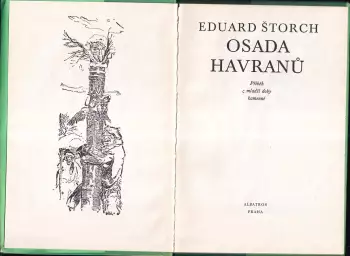 EDUARD ŠTORCH
OSADA
HAVRANŮ
Příběh
z mladší doby
kamenné
ALBATROS
PRAHA